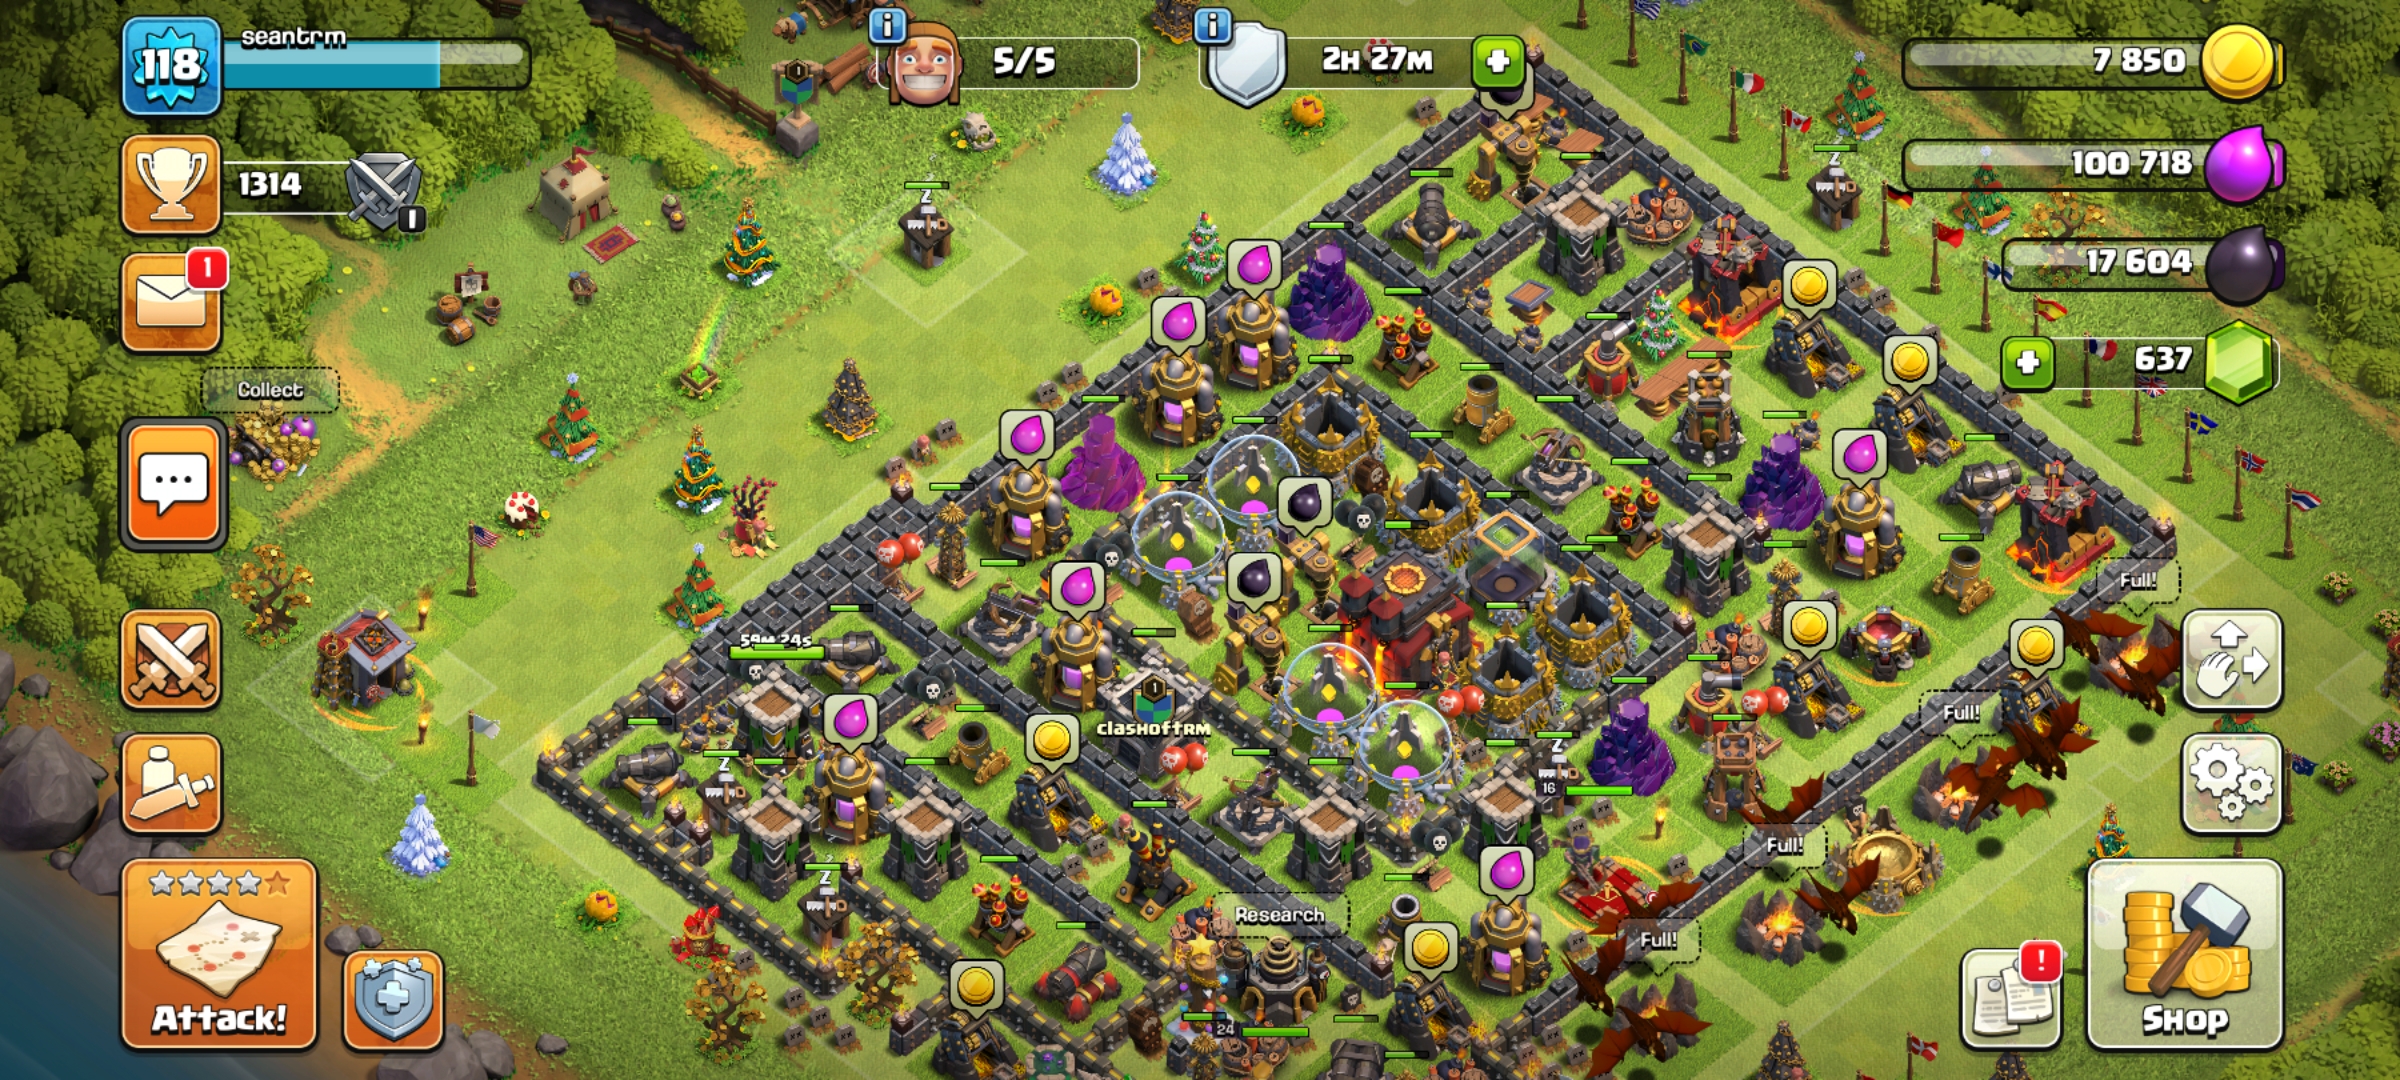 118
seantrm
5/5
2H 27M
7 850
1314
I
100 718
1
17 604
637
Collect
Full!
59M 24s
1
clashoftrm
Full!
16
Full!
Research
Full!
24
Attack!
!
Shop
Z
Z
Z
Z
Z
i
i